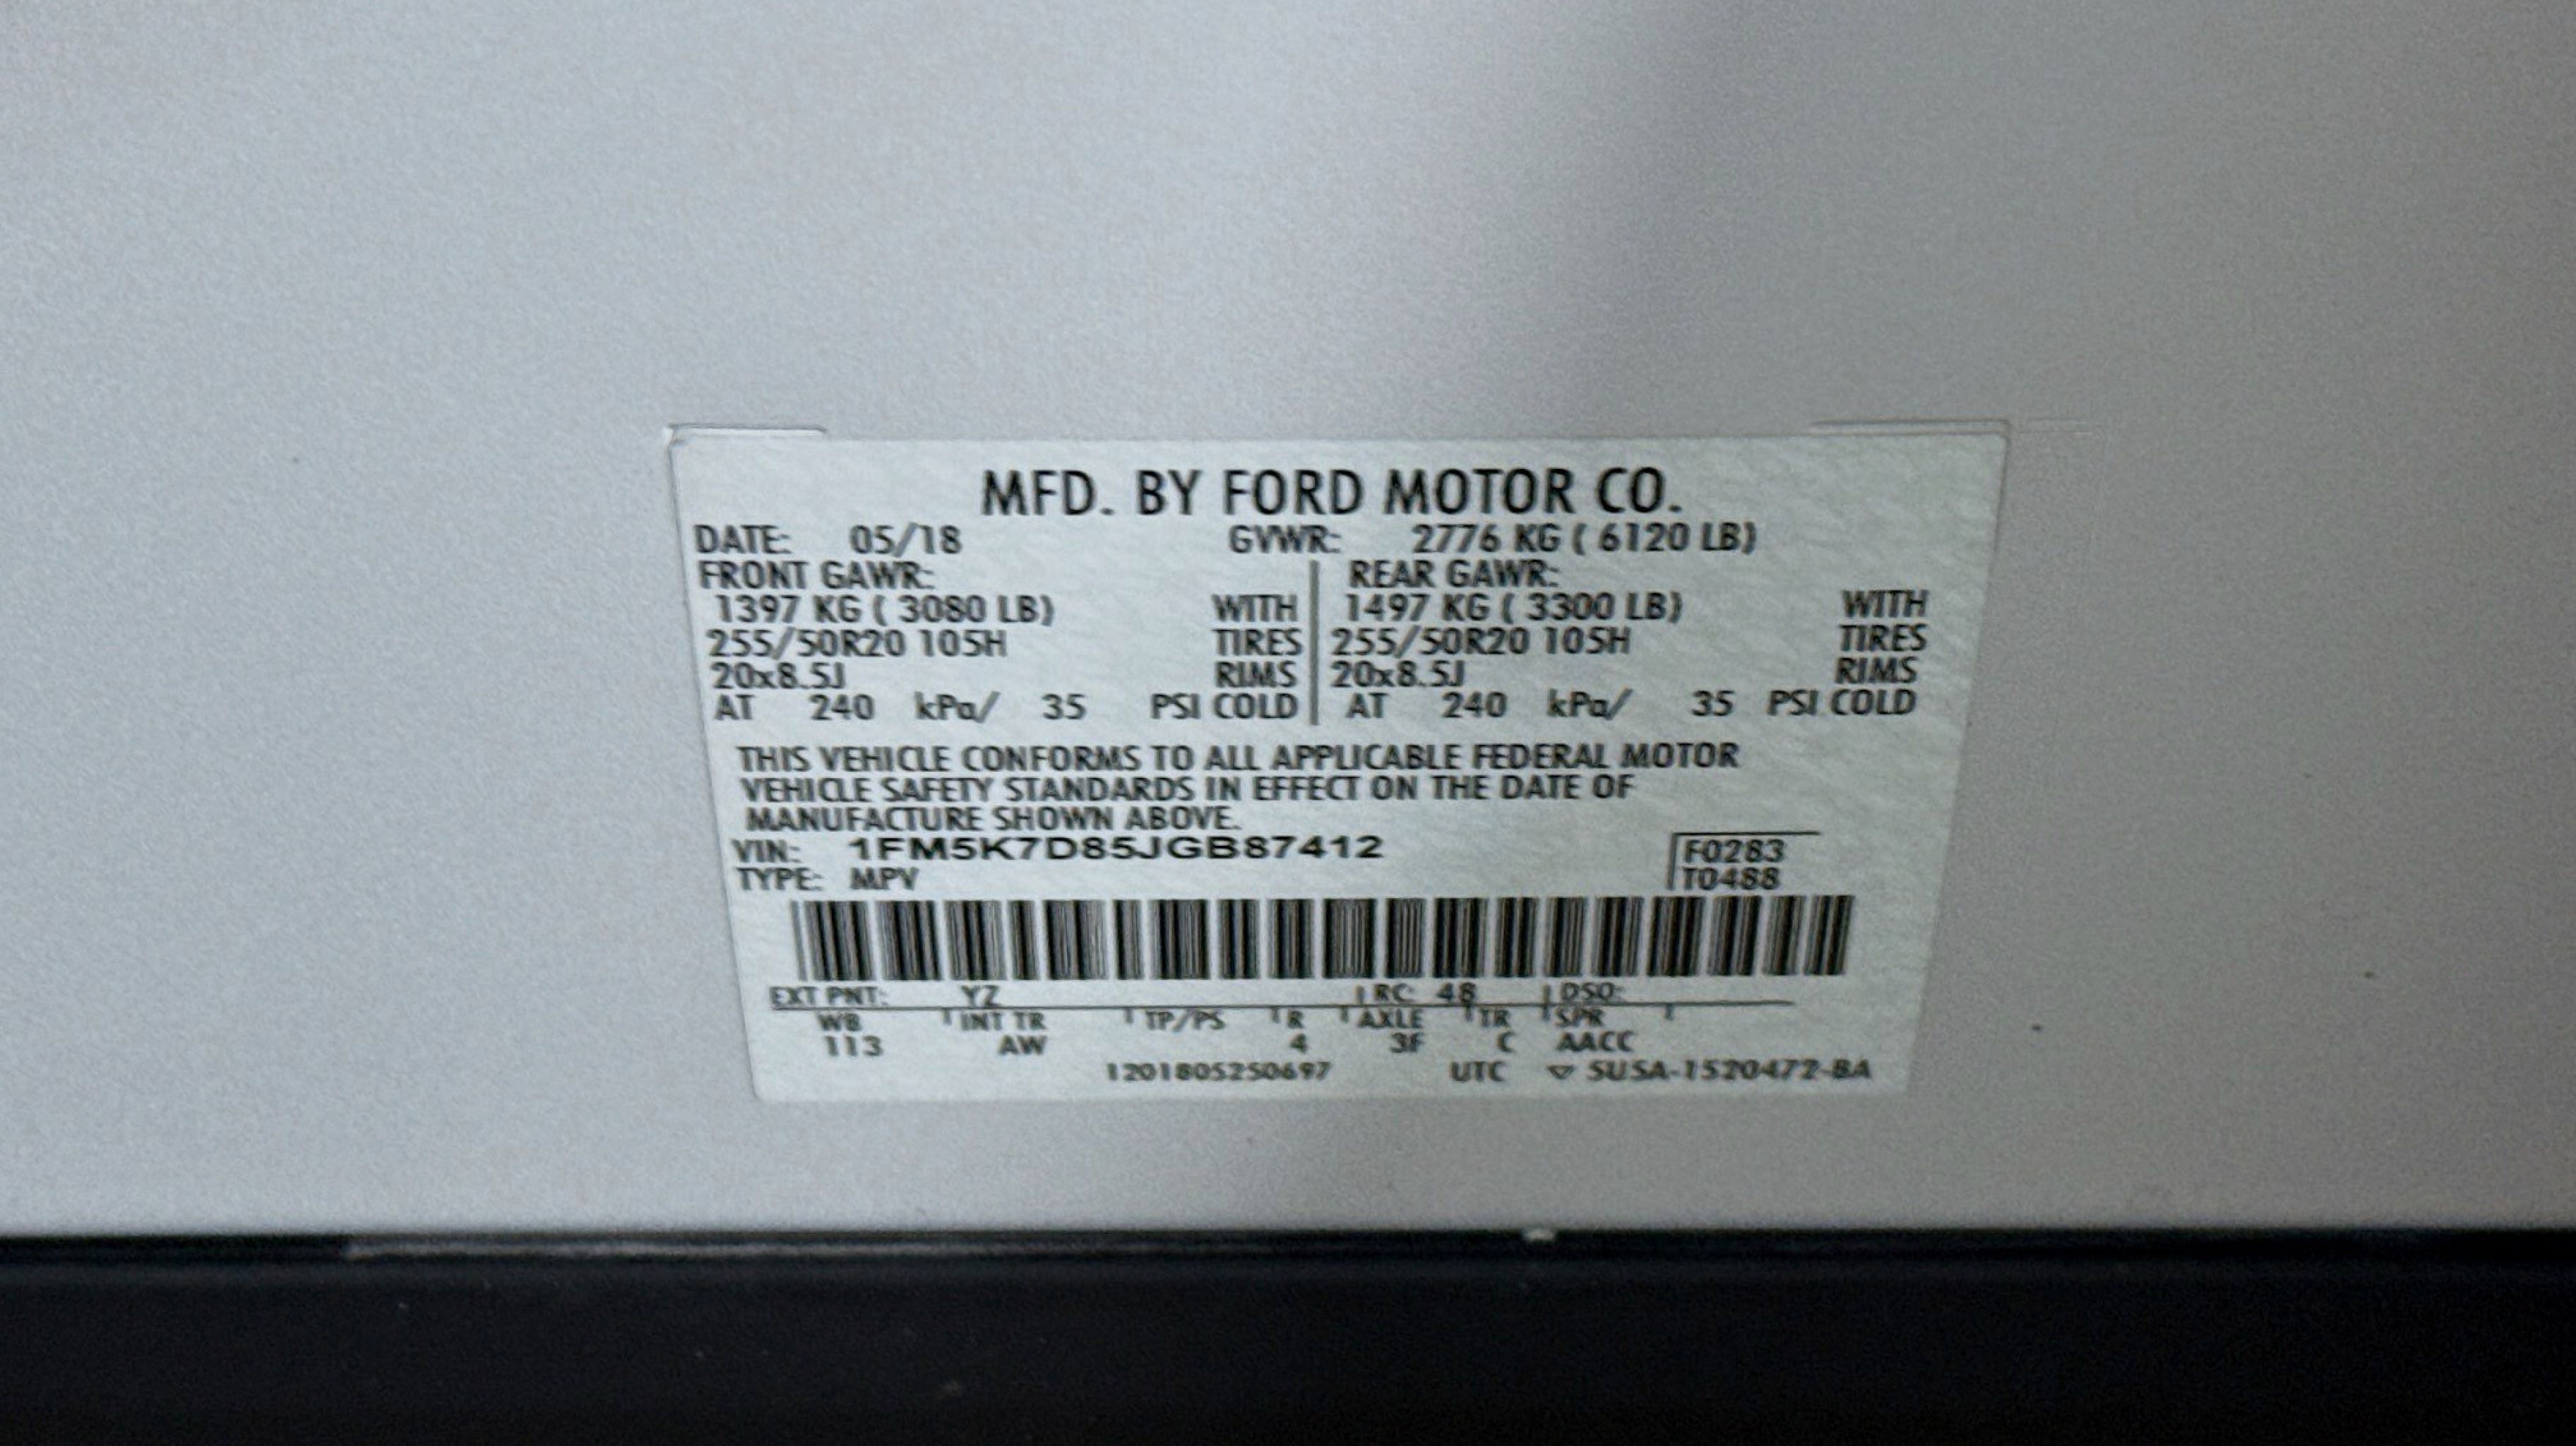 MFD. BY FORD MOTOR CO.
DATE: 05/18 GVWR: 2776 KG ( 6120 LB)
FRONT GAWR: REAR GAWR:
1397 KG ( 3080 LB) WITH 1497 KG ( 3300 LB) WITH
255/50R20 105H TIRES 255/50R20 105H TIRES
20x8.5J RIMS 20x8.5J RIMS
AT 240 kPa/ 35 PSI COLD AT 240 kPa/ 35 PSI COLD
THIS VEHICLE CONFORMS TO ALL APPLICABLE FEDERAL MOTOR
VEHICLE SAFETY STANDARDS IN EFFECT ON THE DATE OF
MANUFACTURE SHOWN ABOVE.
VIN: 1FM5K7D85JGB87412 F0283
TYPE: MPV T0488
EXT PNT: YZ RC: 48 DSO:
WB INT TR TP/PS R AXLE TR SPR
113 AW 4 3F C AACC
1201805250697 UTC ▽ 5U5A-1520472-BA